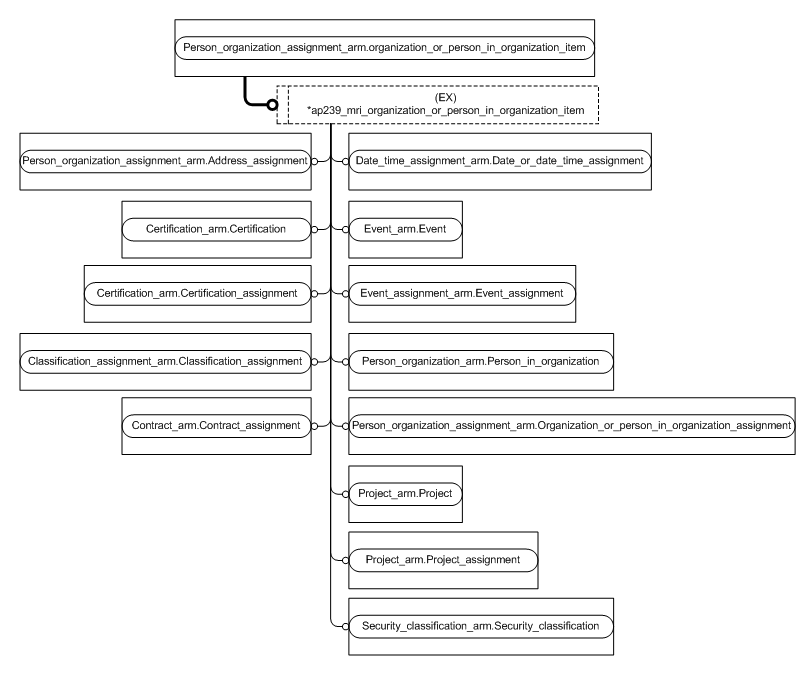 Person_organization_assignment_arm.organization_or_person_in_organization_item
(EX)
*ap239_mri_organization_or_person_in_organization_item
Person_organization_assignment_arm.Address_assignment
Date_time_assignment_arm.Date_or_date_time_assignment
Certification_arm.Certification
Event_arm.Event
Certification_arm.Certification_assignment
Event_assignment_arm.Event_assignment
Classification_assignment_arm.Classification_assignment
Person_organization_arm.Person_in_organization
Contract_arm.Contract_assignment
Person_organization_assignment_arm.Organization_or_person_in_organization_assignment
Project_arm.Project
Project_arm.Project_assignment
Security_classification_arm.Security_classification